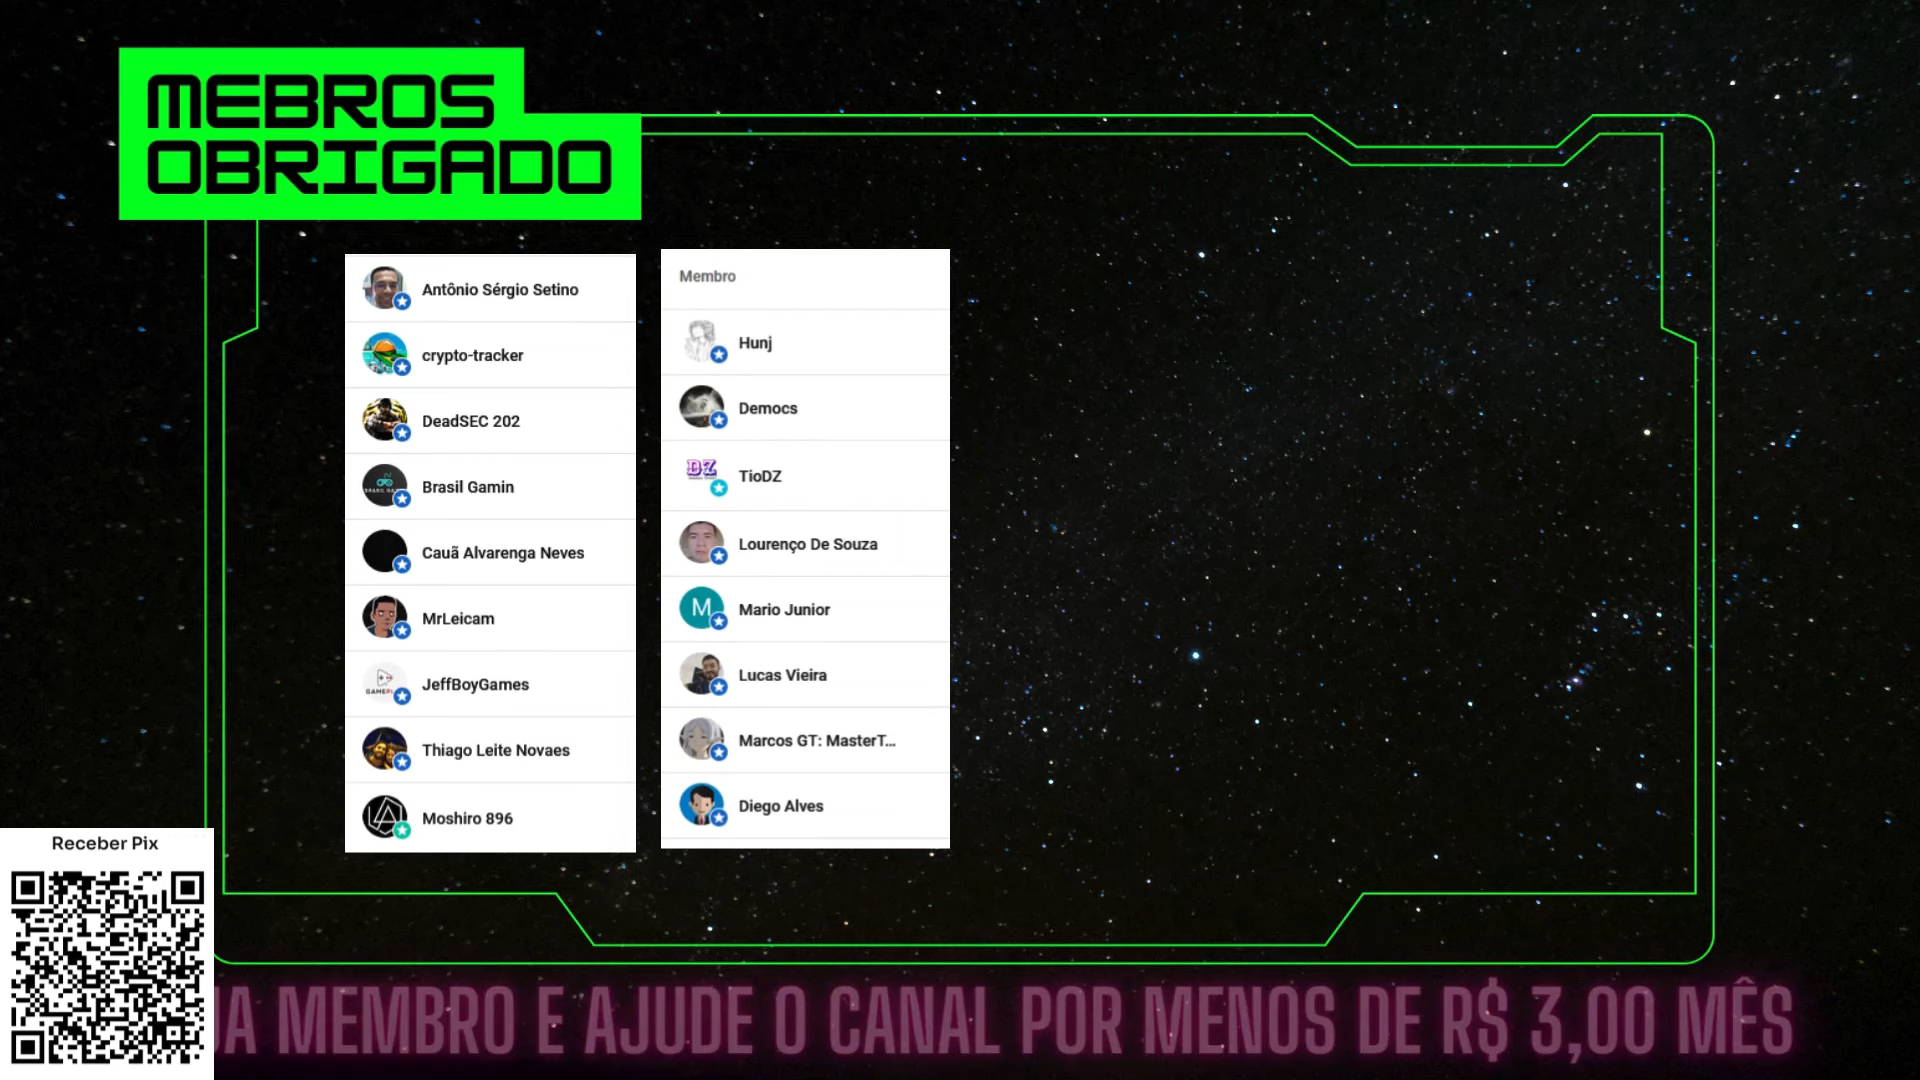 MEBROS
OBRIGADO
Antônio Sérgio Setino
crypto-tracker
DeadSEC 202
Brasil Gamin
Cauã Alvarenga Neves
MrLeicam
JeffBoyGames
Thiago Leite Novaes
Moshiro 896
Membro
Hunj
Democs
DZ
TioDZ
Lourenço De Souza
M
Mario Junior
Lucas Vieira
Marcos GT: MasterT...
Diego Alves
Receber Pix
JA MEMBRO E AJUDE O CANAL POR MENOS DE R$ 3,00 MÊS